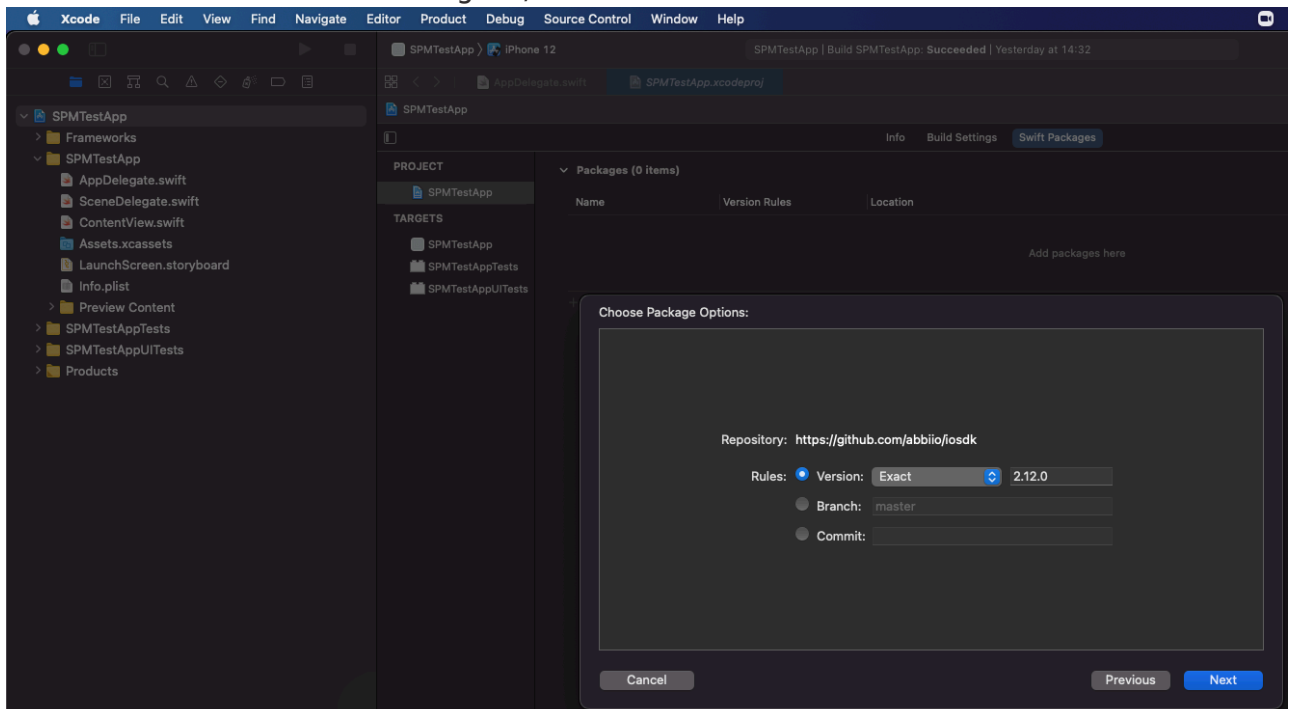 Xcode File Edit View Find Navigate Editor Product Debug Source Control Window Help
SPMTestApp 〉 iPhone 12
SPMTestApp | Build SPMTestApp: Succeeded | Yesterday at 14:32
AppDelegate.swift
SPMTestApp.xcodeproj
SPMTestApp
SPMTestApp
Frameworks
SPMTestApp
AppDelegate.swift
SceneDelegate.swift
ContentView.swift
Assets.xcassets
LaunchScreen.storyboard
Info.plist
Preview Content
SPMTestAppTests
SPMTestAppUITests
Products
Info Build Settings Swift Packages
PROJECT
SPMTestApp
TARGETS
SPMTestApp
SPMTestAppTests
SPMTestAppUITests
Packages (0 items)
Name Version Rules Location
Add packages here
Choose Package Options:
Repository: https://github.com/abbiio/iosdk
Rules: Version: Exact 2.12.0
Branch: master
Commit:
Cancel Previous Next